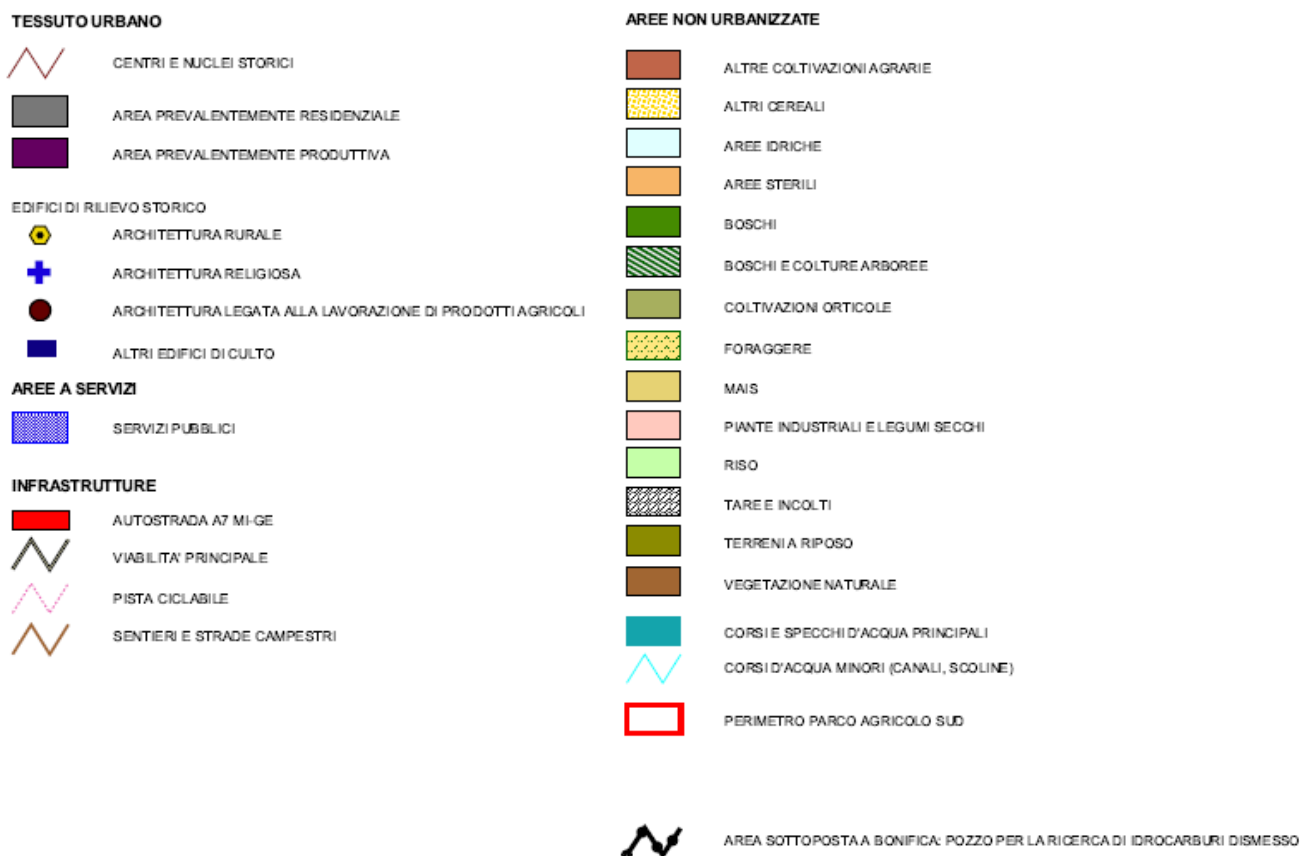 TESSUTO URBANO
CENTRI E NUCLEI STORICI
AREA PREVALENTEMENTE RESIDENZIALE
AREA PREVALENTEMENTE PRODUTTIVA
EDIFICI DI RILIEVO STORICO
ARCHITETTURA RURALE
ARCHITETTURA RELIGIOSA
ARCHITETTURA LEGATA ALLA LAVORAZIONE DI PRODOTTI AGRICOLI
ALTRI EDIFICI DI CULTO
AREE A SERVIZI
SERVIZI PUBBLICI
INFRASTRUTTURE
AUTOSTRADA A7 MI-GE
VIABILITA' PRINCIPALE
PISTA CICLABILE
SENTIERI E STRADE CAMPESTRI
AREE NON URBANIZZATE
ALTRE COLTIVAZIONI AGRARIE
ALTRI CEREALI
AREE IDRICHE
AREE STERILI
BOSCHI
BOSCHI E COLTURE ARBOREE
COLTIVAZIONI ORTICOLE
FORAGGERE
MAIS
PIANTE INDUSTRIALI E LEGUMI SECCHI
RISO
TARE E INCOLTI
TERRENI A RIPOSO
VEGETAZIONE NATURALE
CORSI E SPECCHI D'ACQUA PRINCIPALI
CORSI D'ACQUA MINORI (CANALI, SCOLINE)
PERIMETRO PARCO AGRICOLO SUD
AREA SOTTOPOSTA A BONIFICA: POZZO PER LA RICERCA DI IDROCARBURI DISMESSO